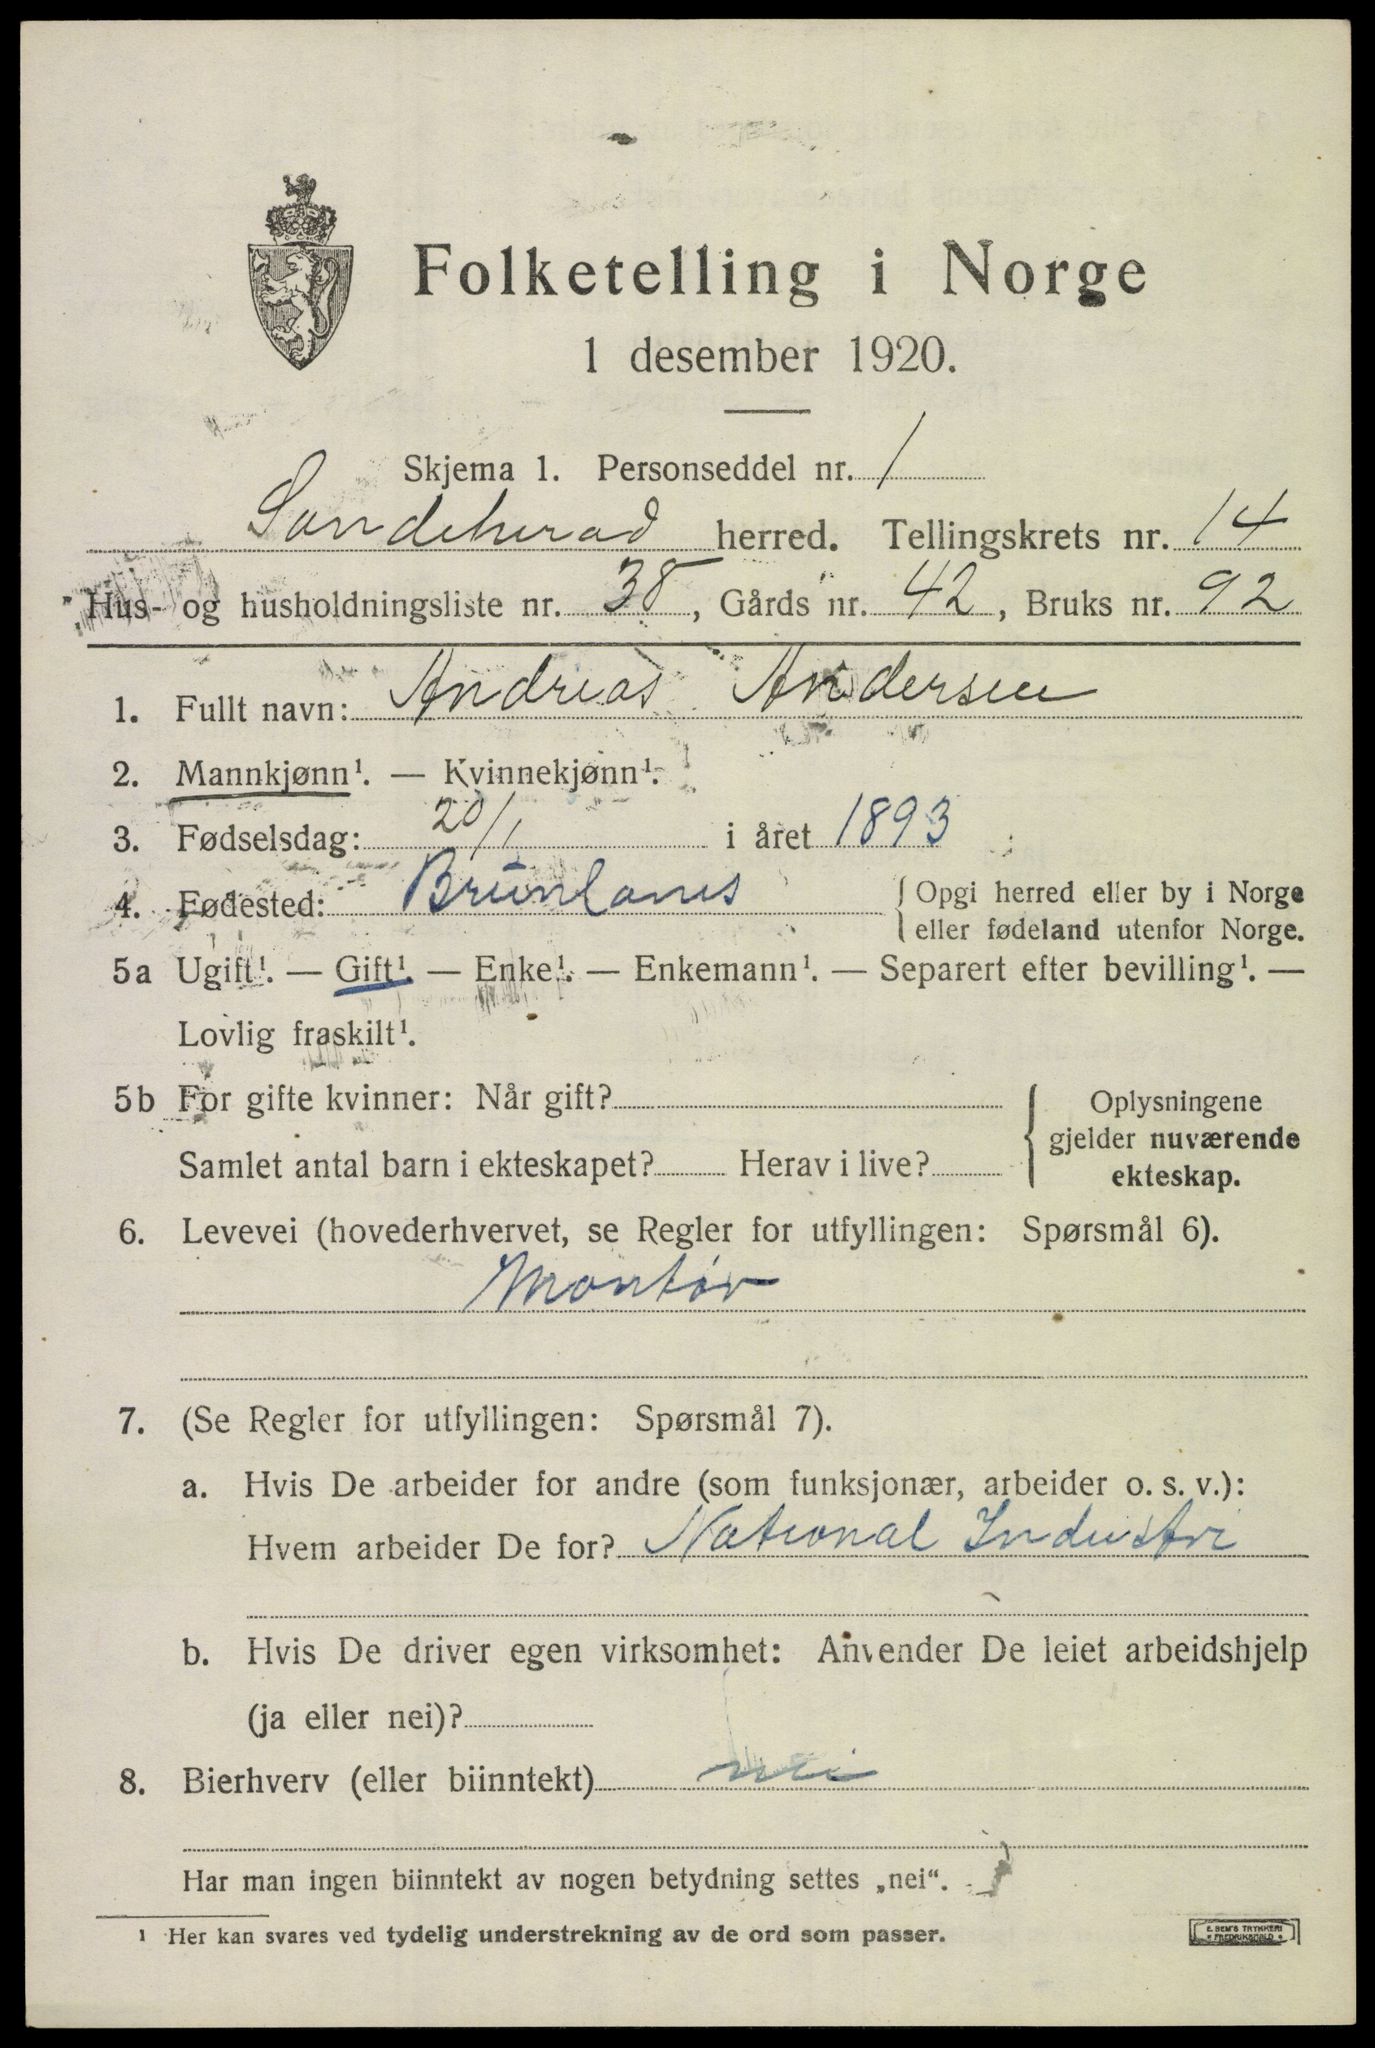 Folketelling i Norge
1 desember 1920.
Skjema 1. Personseddel nr. 1
Sandeherad herred. Tellingskrets nr. 14
Hus- og husholdningsliste nr. 38, Gårds nr. 42, Bruks nr. 92
1. Fullt navn: Andreas Andersen
2. Mannkjønn¹. — Kvinnekjønn¹.
3. Fødselsdag: 20/1 i året 1893
4. Fødested: Brunlanes { Opgi herred eller by i Norge
eller fødeland utenfor Norge.
5a Ugift¹. — Gift¹. — Enke¹. — Enkemann¹. — Separert efter bevilling¹. —
Lovlig fraskilt¹.
5b For gifte kvinner: Når gift? { Oplysningene
gjelder nuværende
Samlet antal barn i ekteskapet? Herav i live? ekteskap.
6. Levevei (hovederhvervet, se Regler for utfyllingen: Spørsmål 6).
Montør
7. (Se Regler for utfyllingen: Spørsmål 7).
a. Hvis De arbeider for andre (som funksjonær, arbeider o. s. v.):
Hvem arbeider De for? National Industri
b. Hvis De driver egen virksomhet: Anvender De leiet arbeidshjelp
(ja eller nei)?
8. Bierhverv (eller biinntekt) nei
Har man ingen biinntekt av nogen betydning settes „nei".
¹ Her kan svares ved tydelig understrekning av de ord som passer.
E. SEM'S TRYKKERI
FREDRIKSHALD